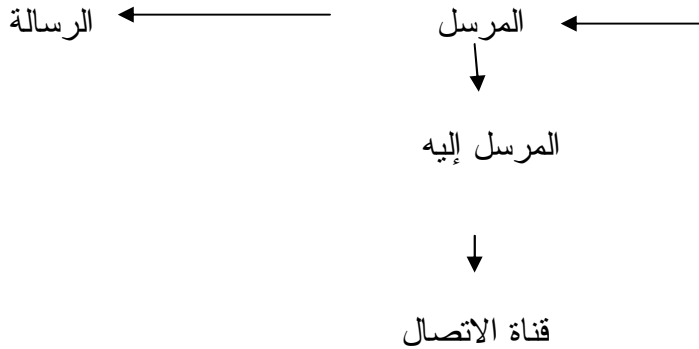 المرسل الرسالة
المرسل إليه
قناة الاتصال